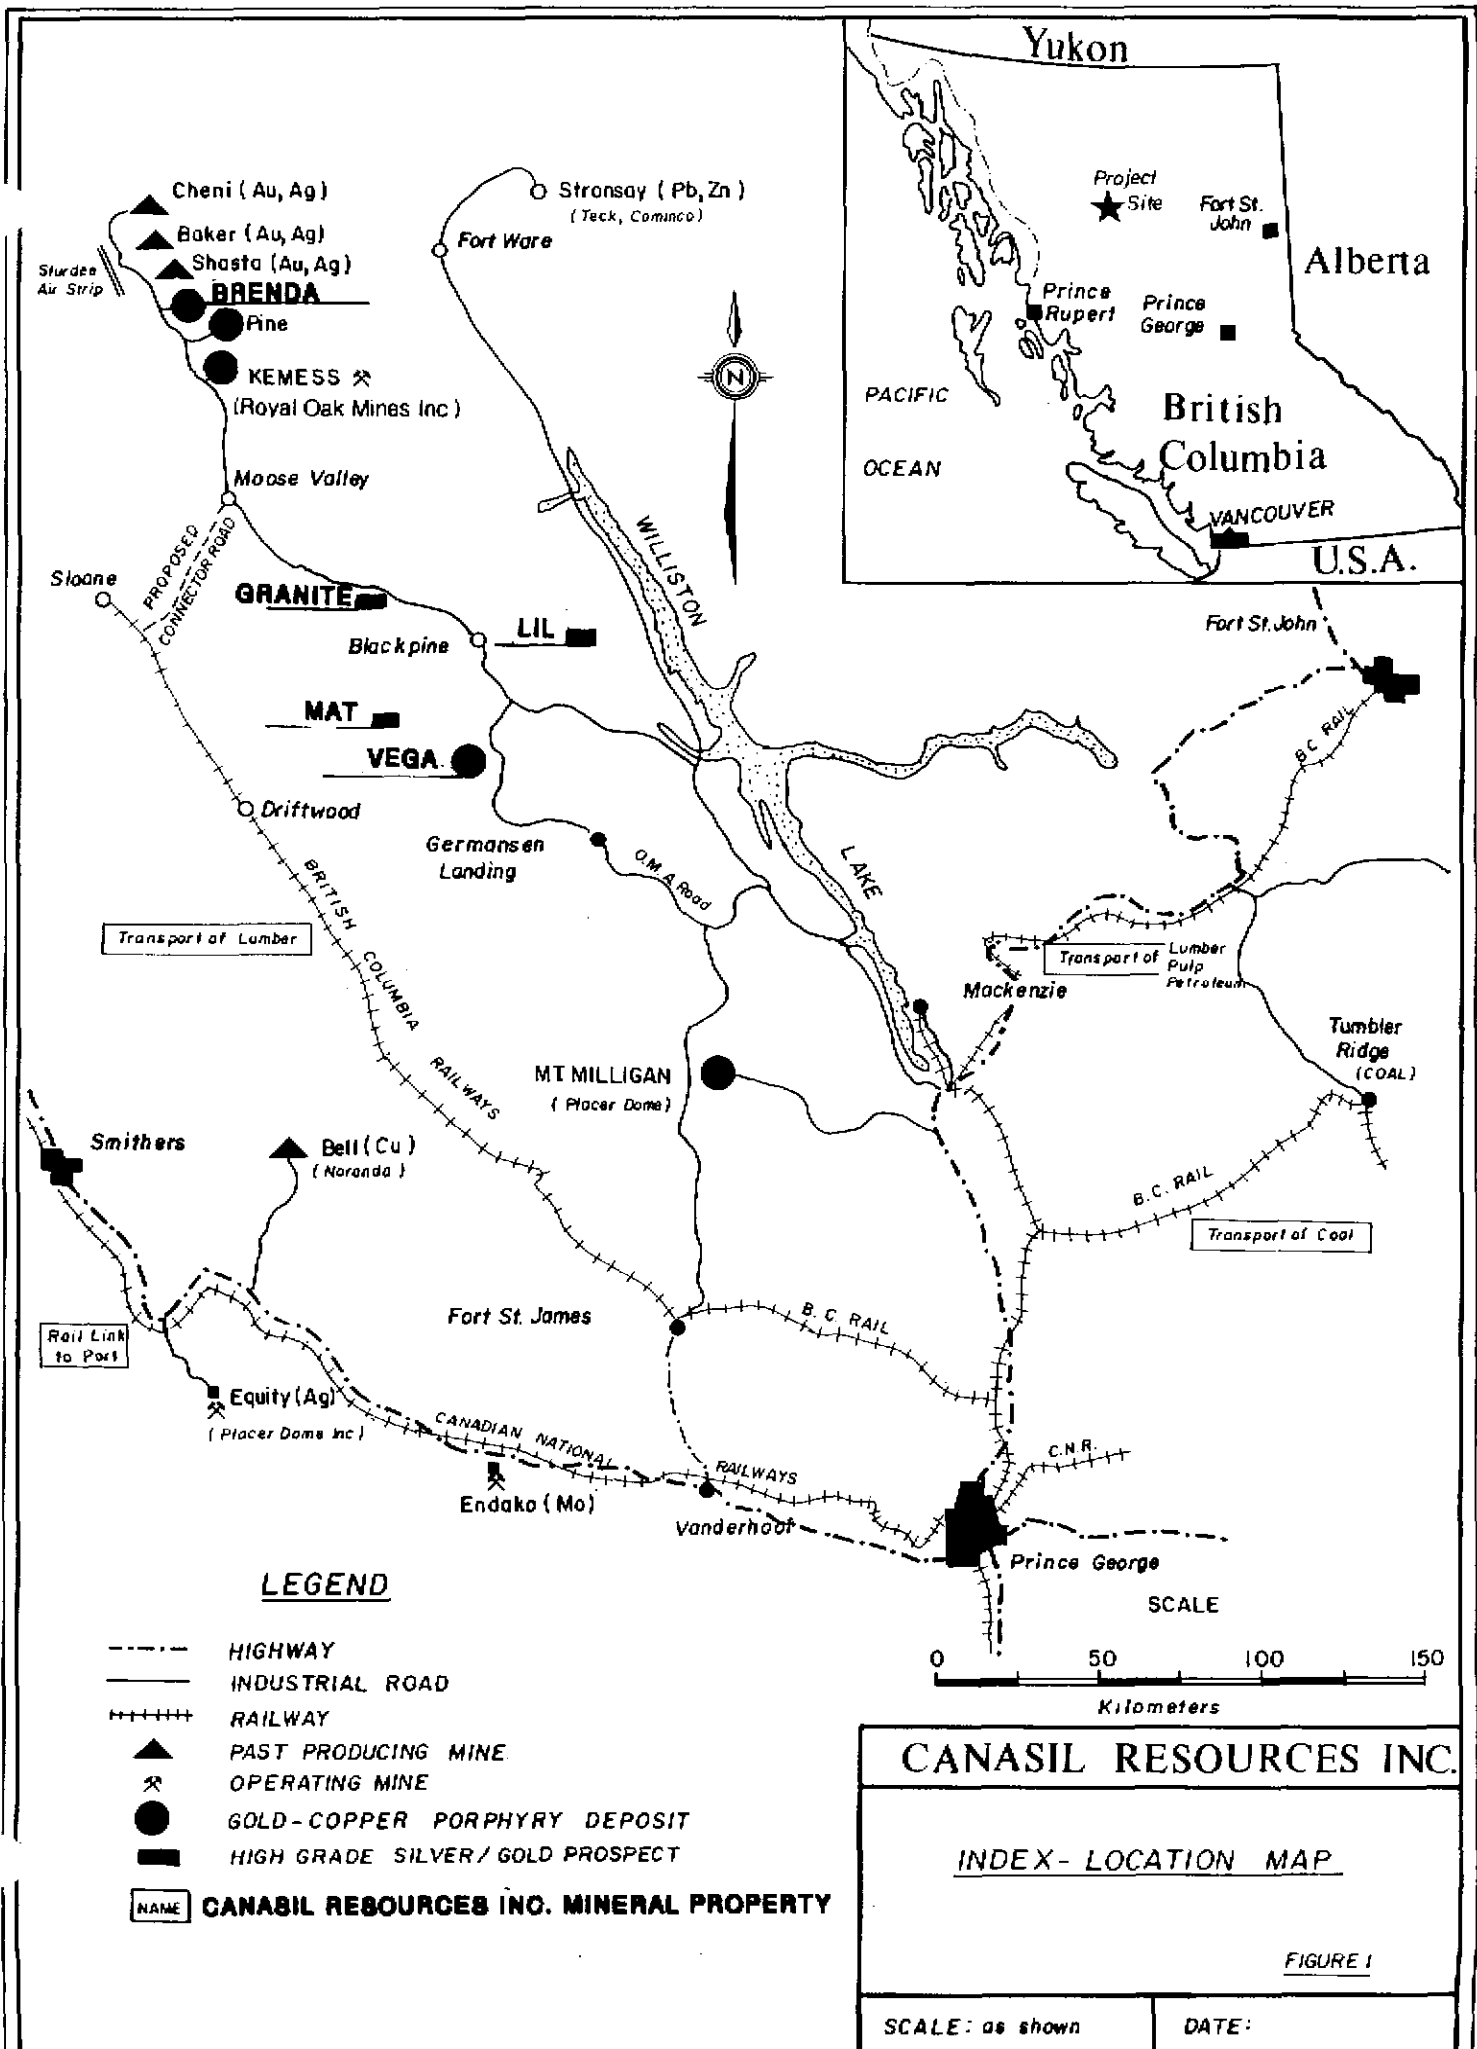 Yukon
Project
Site
Fort St.
John
Alberta
Prince
Rupert
Prince
George
PACIFIC
OCEAN
British
Columbia
VANCOUVER
U.S.A.
Cheni (Au, Ag)
Baker (Au, Ag)
Shasta (Au, Ag)
Sturdee
Air Strip
BRENDA
Pine
KEMESS
(Royal Oak Mines Inc)
Stronsay (Pb, Zn)
(Teck, Cominco)
Fort Ware
N
Moose Valley
PROPOSED
CONNECTOR ROAD
Sloane
GRANITE
Blackpine
LIL
MAT
VEGA
WILLISTON
LAKE
Fort St. John
B.C. RAIL
Driftwood
Germansen
Landing
O.M.A. Road
BRITISH
COLUMBIA
RAILWAYS
Transport of Lumber
Transport of Lumber
Pulp
Petroleum
Mackenzie
Tumbler
Ridge
(COAL)
MT. MILLIGAN
(Placer Dome)
Smithers
Bell (Cu)
(Noranda)
B.C. RAIL
Transport of Coal
Fort St. James
B. C. RAIL
Rail Link
to Port
Equity (Ag)
(Placer Dome Inc)
CANADIAN NATIONAL
RAILWAYS
C.N.R.
Endako (Mo)
Vanderhoof
Prince George
LEGEND
HIGHWAY
INDUSTRIAL ROAD
RAILWAY
PAST PRODUCING MINE
OPERATING MINE
GOLD-COPPER PORPHYRY DEPOSIT
HIGH GRADE SILVER/GOLD PROSPECT
NAME CANASIL RESOURCES INC. MINERAL PROPERTY
SCALE
0 50 100 150
Kilometers
CANASIL RESOURCES INC.
INDEX-LOCATION MAP
FIGURE 1
SCALE: as shown
DATE: